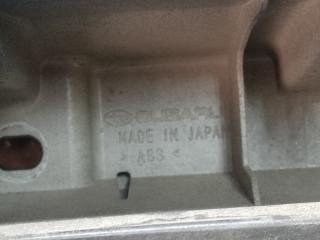 SUBARU
MADE IN JAPAN
> ABS <